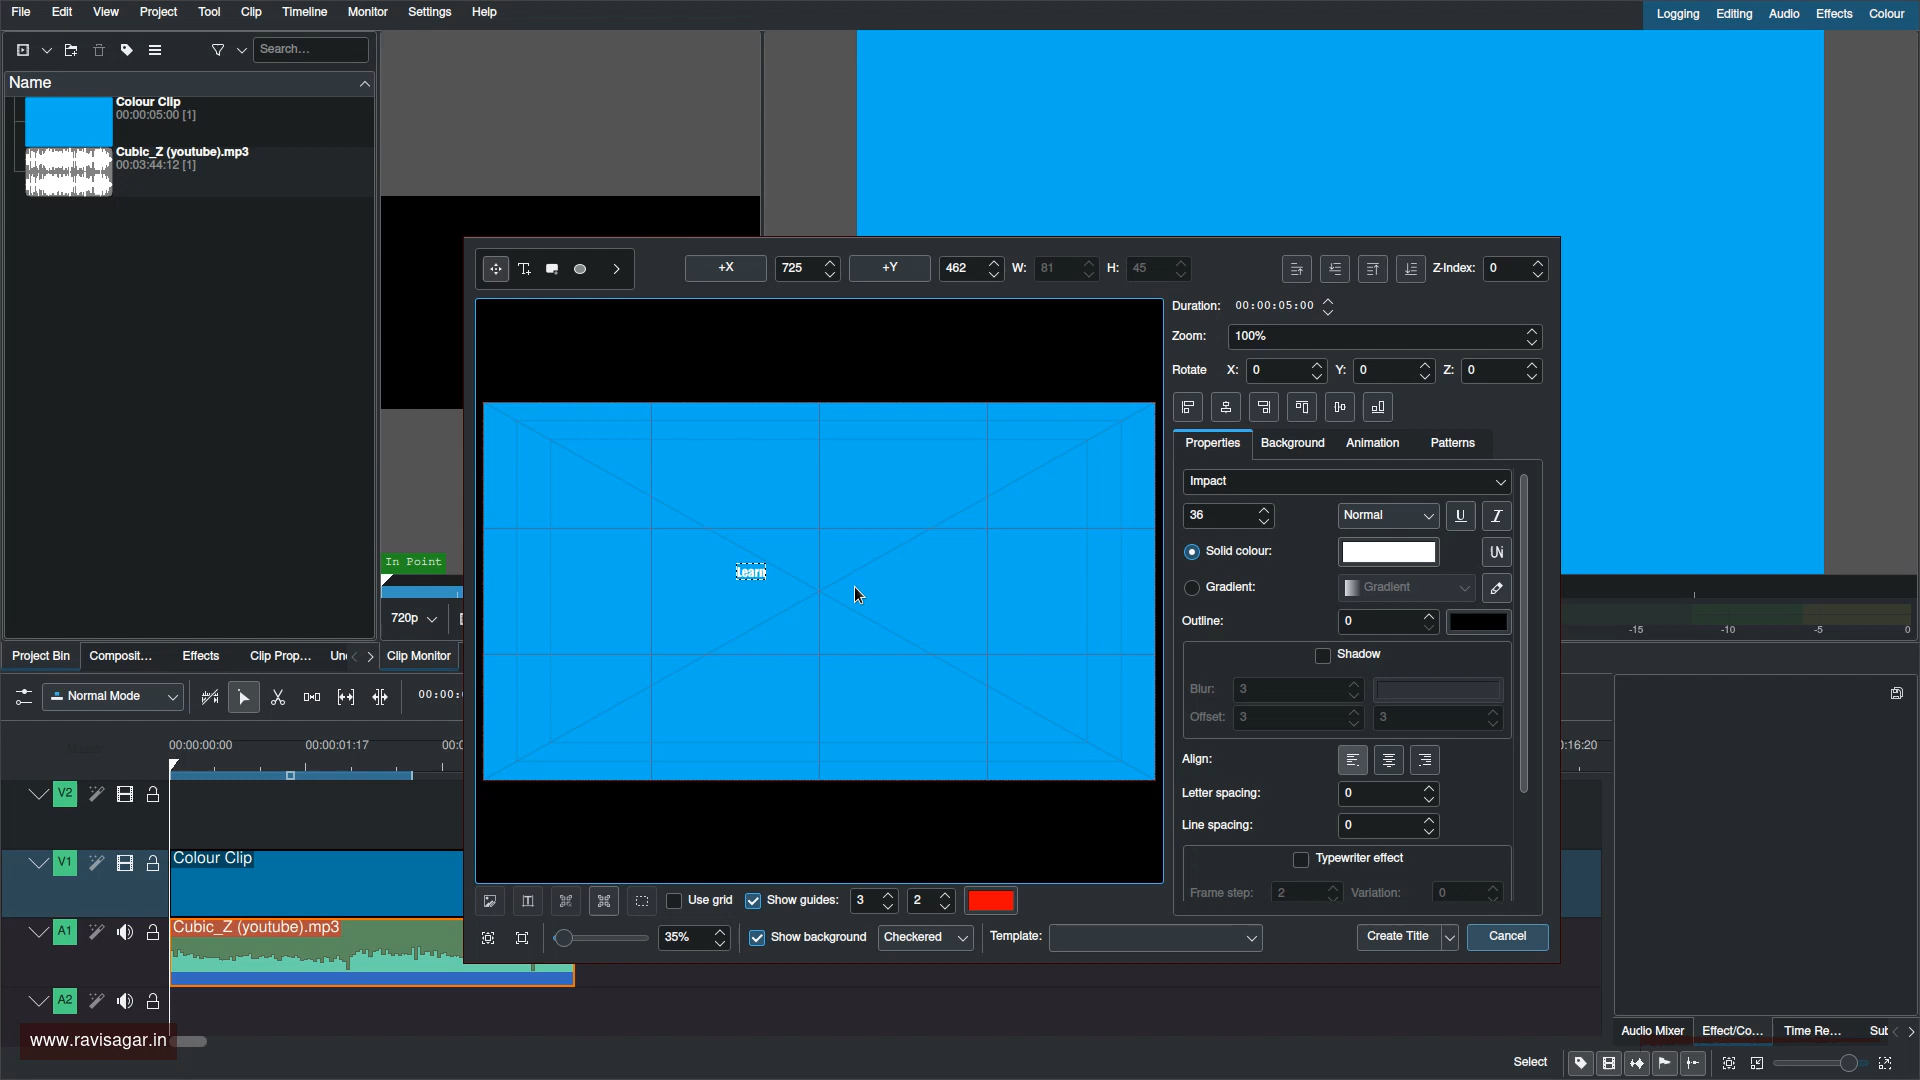 File Edit View Project Tool Clip Timeline Monitor Settings Help
Logging Editing Audio Effects Colour
Search...
Name
Colour Clip
00:00:05:00 [1]
Cubic_Z (youtube).mp3
00:03:44:12 [1]
+X 725 +Y 462 W: 81 H: 45 Z-Index: 0
Duration: 00:00:05:00
Zoom: 100%
Rotate X: 0 Y: 0 Z: 0
Properties Background Animation Patterns
Impact
36 Normal U I
Solid colour:
Gradient: Gradient
Outline: 0
Shadow
Blur: 3
Offset: 3 3
Align:
Letter spacing: 0
Line spacing: 0
Typewriter effect
Frame step: 2 Variation: 0
Learn
Use grid Show guides: 3 2
35% Show background Checkered Template: Create Title Cancel
In Point
720p
-15 -10 -5 0
Project Bin Composit... Effects Clip Prop... Clip Monitor
Normal Mode
00:00:00:00 00:00:01:17
V2
V1 Colour Clip
A1 Cubic_Z (youtube).mp3
A2
www.ravisagar.in
Audio Mixer Effect/Co... Time Re...
Select